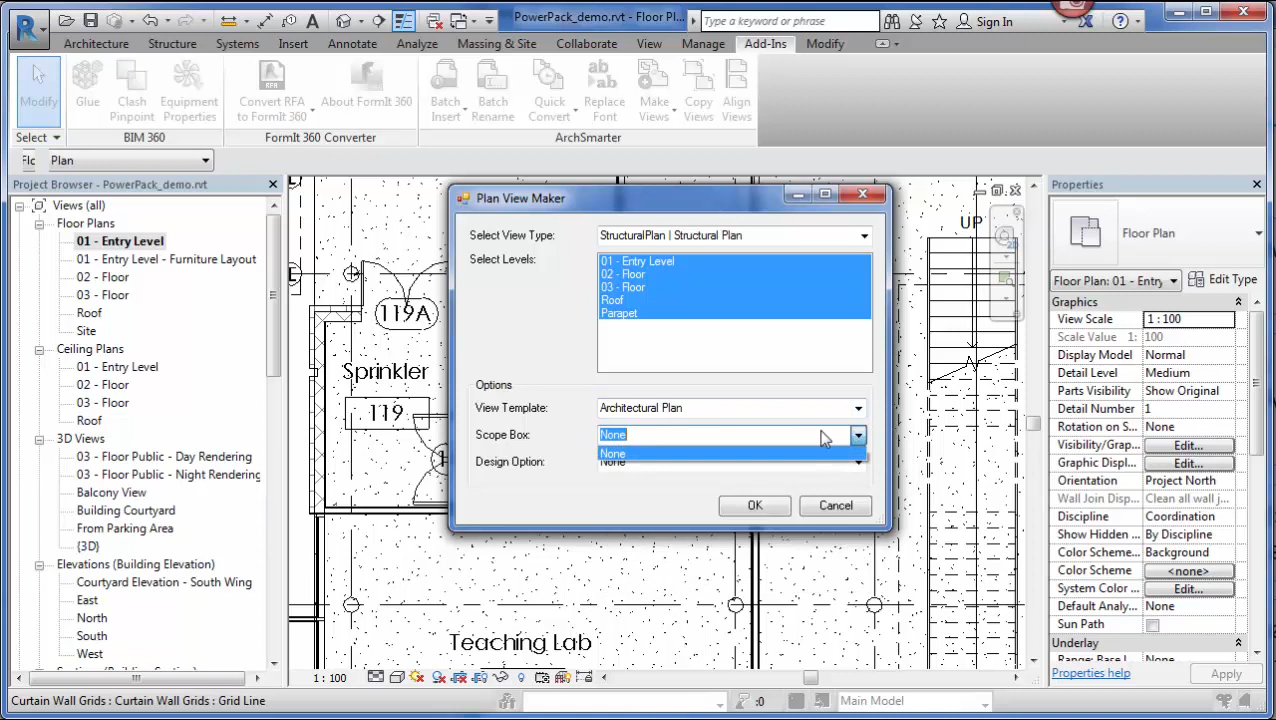 PowerPack_demo.rvt - Floor Pl...
Type a keyword or phrase
Sign In
Architecture
Structure
Systems
Insert
Annotate
Analyze
Massing & Site
Collaborate
View
Manage
Add-Ins
Modify
Modify
Glue
Clash Pinpoint
Equipment Properties
Convert RFA to FormIt 360
About FormIt 360
Batch Insert
Batch Rename
Quick Convert
Replace Font
Make Views
Copy Views
Align Views
Select
BIM 360
FormIt 360 Converter
ArchSmarter
Flc
Plan
Project Browser - PowerPack_demo.rvt
Views (all)
Floor Plans
01 - Entry Level
01 - Entry Level - Furniture Layout
02 - Floor
03 - Floor
Roof
Site
Ceiling Plans
01 - Entry Level
02 - Floor
03 - Floor
Roof
3D Views
03 - Floor Public - Day Rendering
03 - Floor Public - Night Rendering
Balcony View
Building Courtyard
From Parking Area
{3D}
Elevations (Building Elevation)
Courtyard Elevation - South Wing
East
North
South
West
119A
Sprinkler
119
Teaching Lab
UP
Plan View Maker
Select View Type:
StructuralPlan | Structural Plan
Select Levels:
01 - Entry Level
02 - Floor
03 - Floor
Roof
Parapet
Options
View Template:
Architectural Plan
Scope Box:
None
None
Design Option:
None
OK
Cancel
Properties
Floor Plan
Floor Plan: 01 - Entry
Edit Type
Graphics
View Scale
1 : 100
Scale Value 1:
100
Display Model
Normal
Detail Level
Medium
Parts Visibility
Show Original
Detail Number
1
Rotation on S...
None
Visibility/Grap...
Edit...
Graphic Displ...
Edit...
Orientation
Project North
Wall Join Disp...
Clean all wall j...
Discipline
Coordination
Show Hidden ...
By Discipline
Color Scheme...
Background
Color Scheme
<none>
System Color ...
Edit...
Default Analy...
None
Sun Path
Underlay
Properties help
Apply
1 : 100
Curtain Wall Grids : Curtain Wall Grids : Grid Line
:0
Main Model